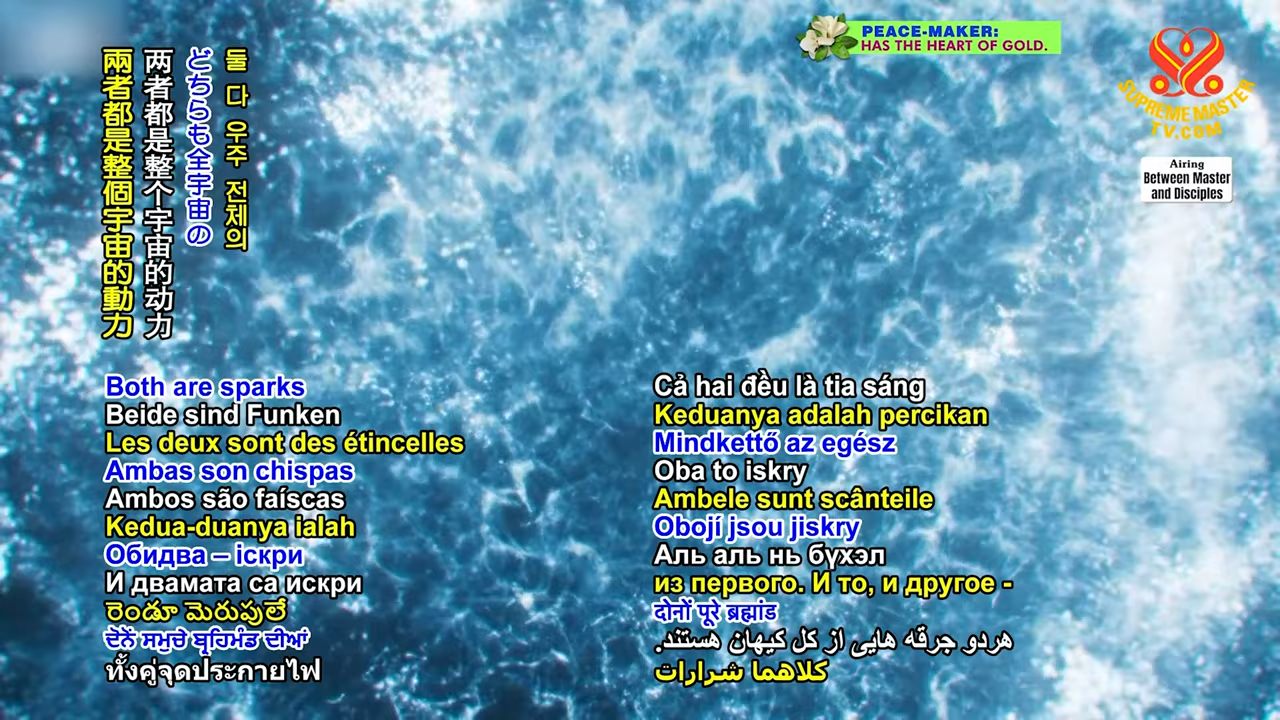 PEACE-MAKER:
HAS THE HEART OF GOLD.
SUPREME MASTER
TV.COM
Airing
Between Master
and Disciples
둘 다 우주 전체의
どちらも全宇宙の
两者都是整个宇宙的动力
兩者都是整個宇宙的動力
Both are sparks
Beide sind Funken
Les deux sont des étincelles
Ambas son chispas
Ambos são faíscas
Kedua-duanya ialah
Обидва – іскри
И двамата са искри
రెండూ మెరుపులే
ਦੋਨੋਂ ਸਮੁਚੇ ਬ੍ਰਹਿਮੰਡ ਦੀਆਂ
ทั้งคู่จุดประกายไฟ
Cả hai đều là tia sáng
Keduanya adalah percikan
Mindkettő az egész
Oba to iskry
Ambele sunt scânteile
Obojí jsou jiskry
Аль аль нь бүхэл
из первого. И то, и другое -
दोनों पूरे ब्रह्मांड
هردو جرقه هایی از کل کیهان هستند.
كلاهما شرارات